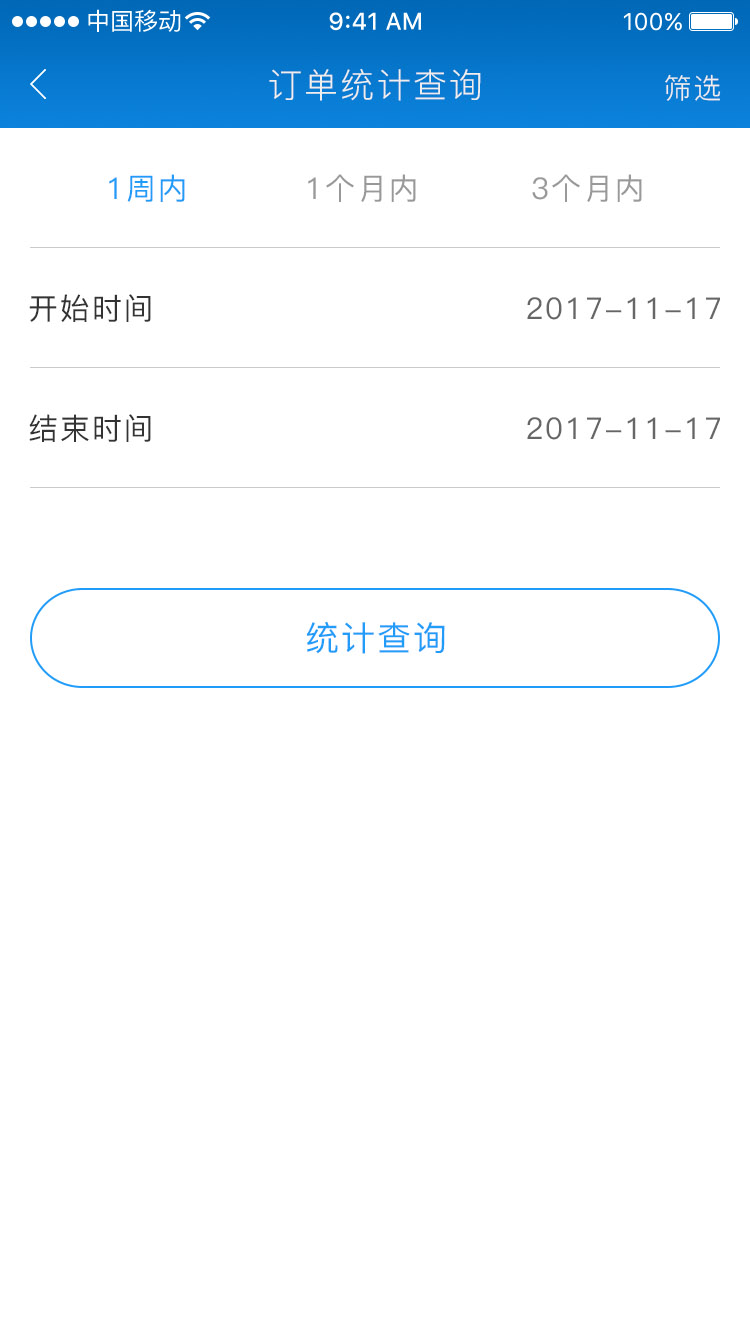 中国移动 9:41 AM 100%
订单统计查询 筛选
1周内 1个月内 3个月内
开始时间 2017-11-17
结束时间 2017-11-17
统计查询